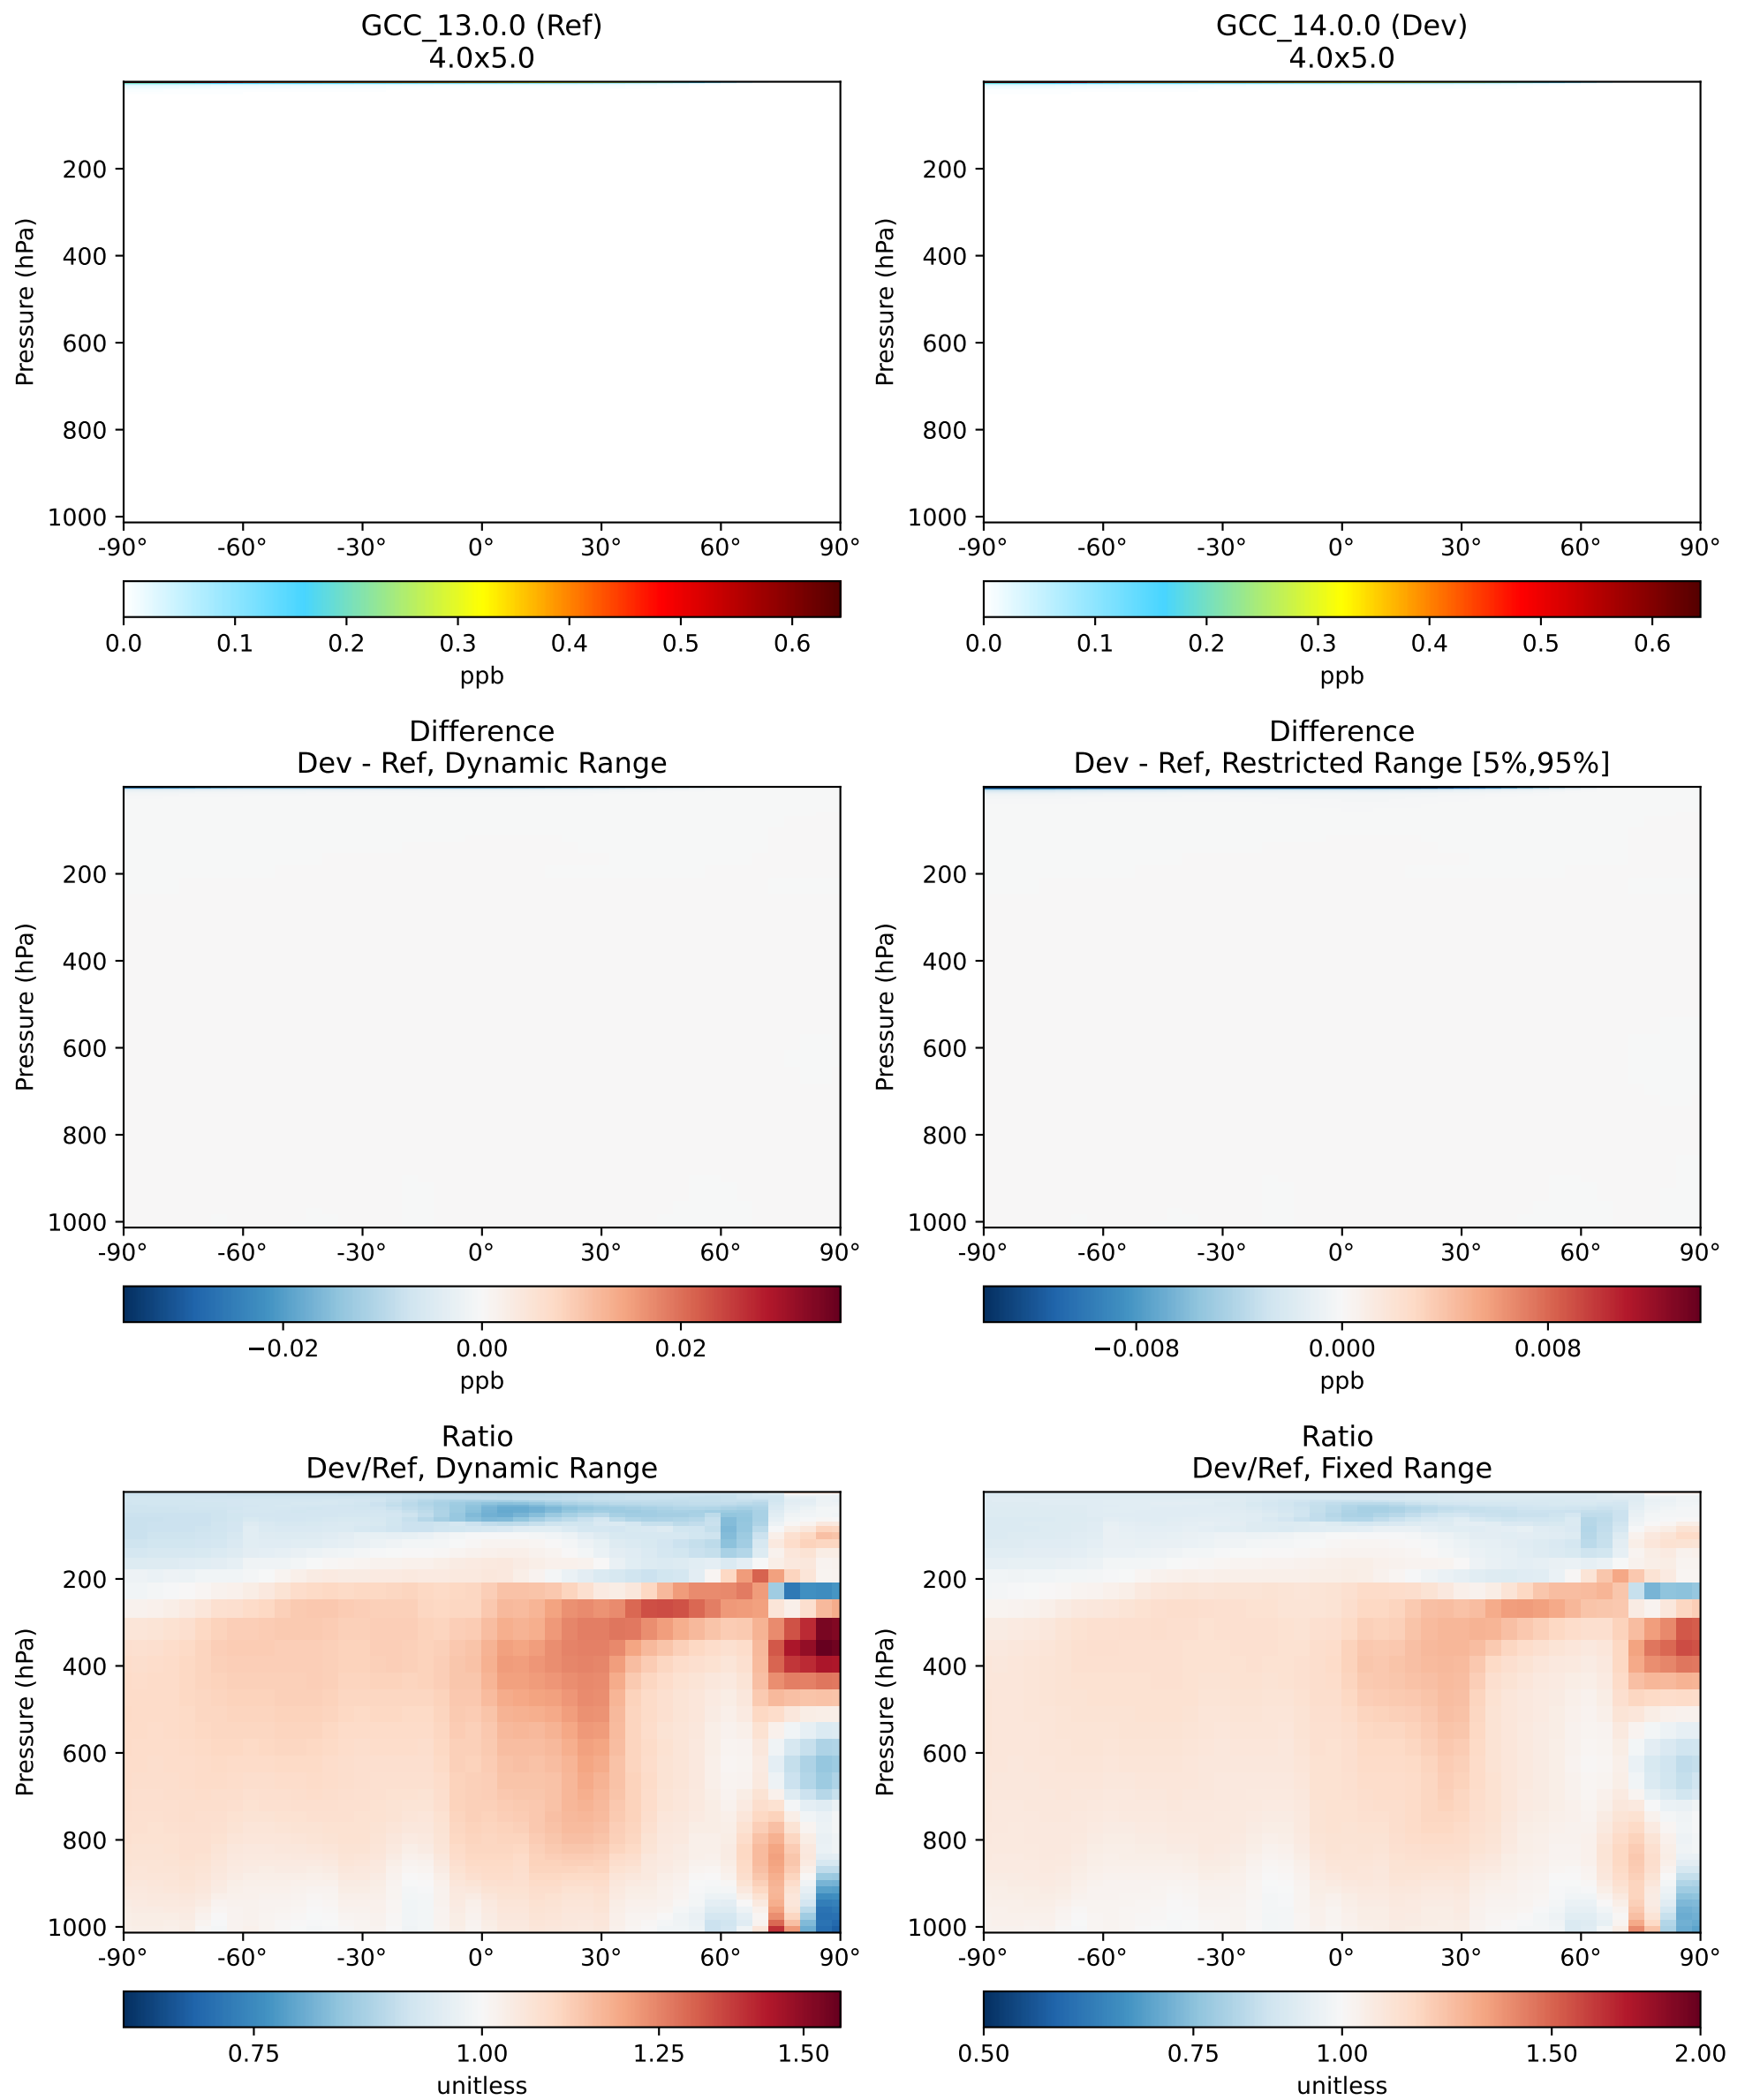 GCC_13.0.0 (Ref)
4.0x5.0
Pressure (hPa)
200
400
600
800
1000
-90° -60° -30° 0° 30° 60° 90°
0.0 0.1 0.2 0.3 0.4 0.5 0.6
ppb
GCC_14.0.0 (Dev)
4.0x5.0
Pressure (hPa)
200
400
600
800
1000
-90° -60° -30° 0° 30° 60° 90°
0.0 0.1 0.2 0.3 0.4 0.5 0.6
ppb
Difference
Dev - Ref, Dynamic Range
Pressure (hPa)
200
400
600
800
1000
-90° -60° -30° 0° 30° 60° 90°
−0.02 0.00 0.02
ppb
Difference
Dev - Ref, Restricted Range [5%,95%]
Pressure (hPa)
200
400
600
800
1000
-90° -60° -30° 0° 30° 60° 90°
−0.008 0.000 0.008
ppb
Ratio
Dev/Ref, Dynamic Range
Pressure (hPa)
200
400
600
800
1000
-90° -60° -30° 0° 30° 60° 90°
0.75 1.00 1.25 1.50
unitless
Ratio
Dev/Ref, Fixed Range
Pressure (hPa)
200
400
600
800
1000
-90° -60° -30° 0° 30° 60° 90°
0.50 0.75 1.00 1.50 2.00
unitless